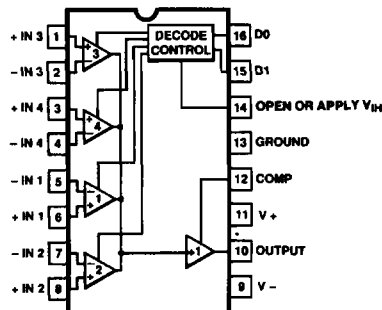 + IN 3 1
− IN 3 2
+ IN 4 3
− IN 4 4
− IN 1 5
+ IN 1 6
− IN 2 7
+ IN 2 8
− + 3
+ − 4
− + 1
− + 2
DECODE
CONTROL
+1
16 D0
15 D1
14 OPEN OR APPLY VIH
13 GROUND
12 COMP
11 V +
10 OUTPUT
9 V −